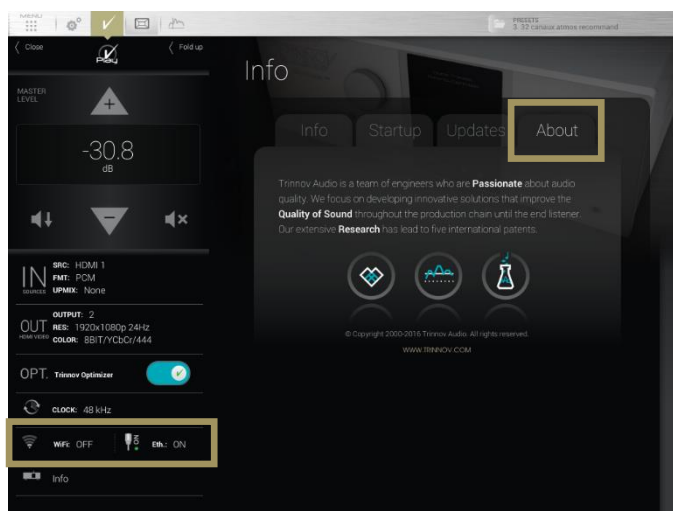 MENU
PRESETS
5: 32 canaux atmos recommand
Close
Play
Fold up
Info
MASTER
LEVEL
-30.8
dB
Info Startup Updates About
Trinnov Audio is a team of engineers who are Passionate about audio
quality. We focus on developing innovative solutions that improve the
Quality of Sound throughout the production chain until the end listener.
Our extensive Research has lead to five international patents.
© Copyright 2000-2016 Trinnov Audio. All rights reserved.
WWW.TRINNOV.COM
IN
SOURCES
SRC: HDMI 1
FMT: PCM
UPMIX: None
OUT
HDMI VIDEO
OUTPUT: 2
RES: 1920x1080p 24Hz
COLOR: 8BIT/YCbCr/444
OPT. Trinnov Optimizer
CLOCK: 48 kHz
WiFi: OFF
Eth.: ON
Info